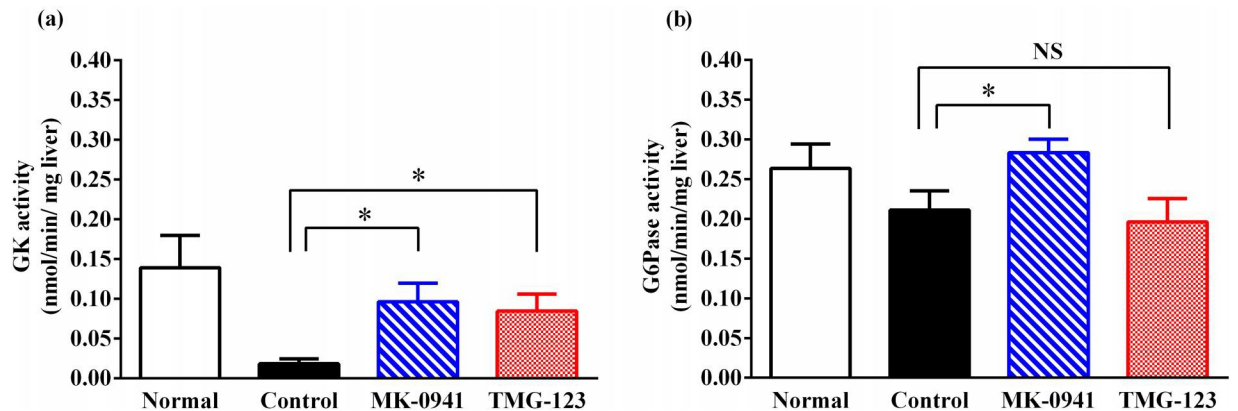 (a)
GK activity
(nmol/min/ mg liver)
0.40
0.35
0.30
0.25
0.20
0.15
0.10
0.05
0.00
*
*
Normal Control MK-0941 TMG-123
(b)
G6Pase activity
(nmol/min/mg liver)
0.40
0.35
0.30
0.25
0.20
0.15
0.10
0.05
0.00
NS
*
Normal Control MK-0941 TMG-123